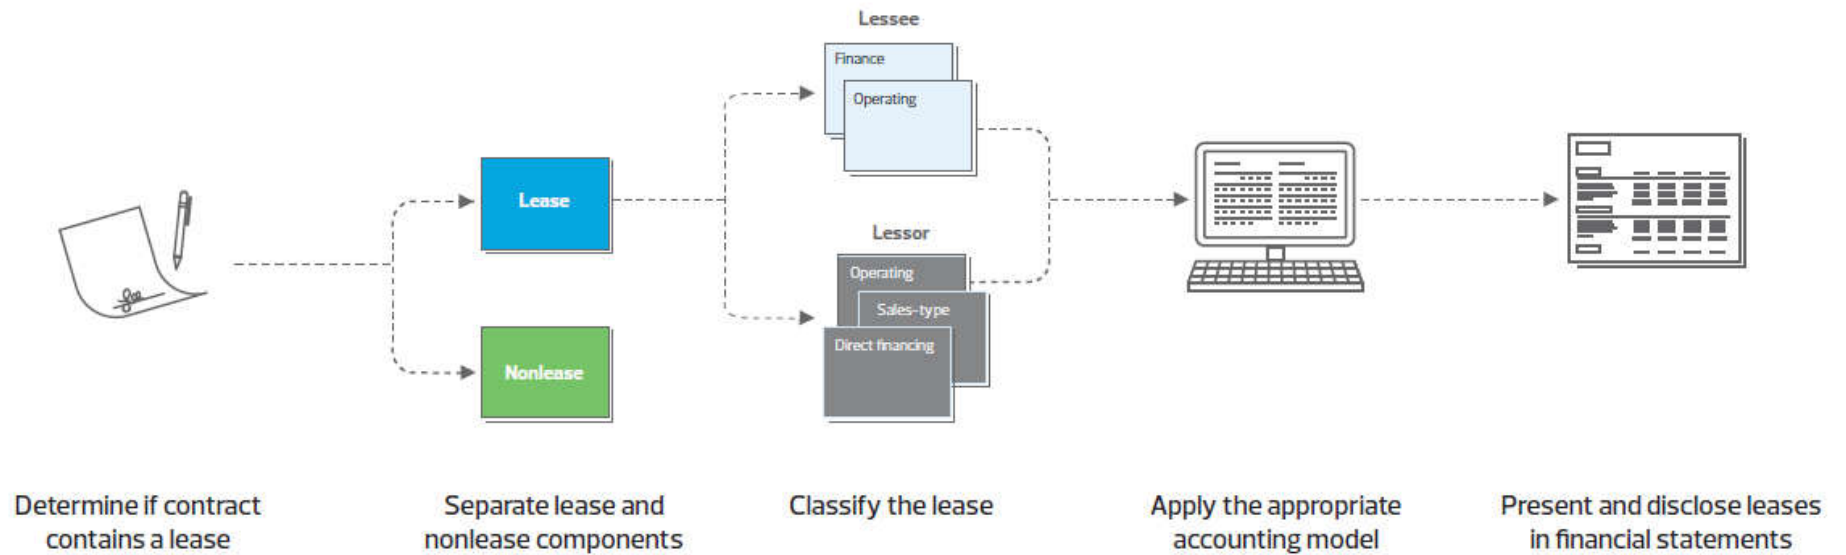 Lessee
Finance
Operating
Lease
Nonlease
Lessor
Operating
Sales-type
Direct financing
Determine if contract
contains a lease
Separate lease and
nonlease components
Classify the lease
Apply the appropriate
accounting model
Present and disclose leases
in financial statements